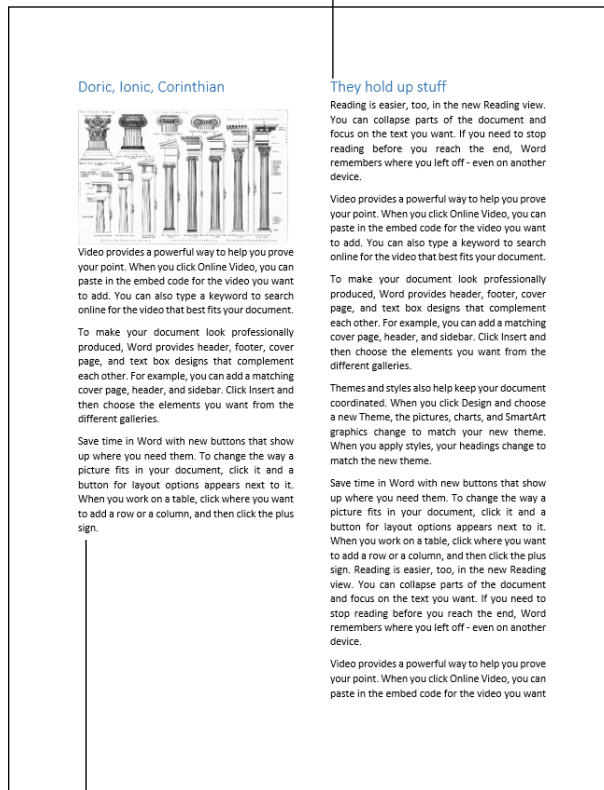 Doric, Ionic, Corinthian
Video provides a powerful way to help you prove
your point. When you click Online Video, you can
paste in the embed code for the video you want
to add. You can also type a keyword to search
online for the video that best fits your document.
To make your document look professionally
produced, Word provides header, footer, cover
page, and text box designs that complement
each other. For example, you can add a matching
cover page, header, and sidebar. Click Insert and
then choose the elements you want from the
different galleries.
Save time in Word with new buttons that show
up where you need them. To change the way a
picture fits in your document, click it and a
button for layout options appears next to it.
When you work on a table, click where you want
to add a row or a column, and then click the plus
sign.
They hold up stuff
Reading is easier, too, in the new Reading view.
You can collapse parts of the document and
focus on the text you want. If you need to stop
reading before you reach the end, Word
remembers where you left off - even on another
device.
Video provides a powerful way to help you prove
your point. When you click Online Video, you can
paste in the embed code for the video you want
to add. You can also type a keyword to search
online for the video that best fits your document.
To make your document look professionally
produced, Word provides header, footer, cover
page, and text box designs that complement
each other. For example, you can add a matching
cover page, header, and sidebar. Click Insert and
then choose the elements you want from the
different galleries.
Themes and styles also help keep your document
coordinated. When you click Design and choose
a new Theme, the pictures, charts, and SmartArt
graphics change to match your new theme.
When you apply styles, your headings change to
match the new theme.
Save time in Word with new buttons that show
up where you need them. To change the way a
picture fits in your document, click it and a
button for layout options appears next to it.
When you work on a table, click where you want
to add a row or a column, and then click the plus
sign. Reading is easier, too, in the new Reading
view. You can collapse parts of the document
and focus on the text you want. If you need to
stop reading before you reach the end, Word
remembers where you left off - even on another
device.
Video provides a powerful way to help you prove
your point. When you click Online Video, you can
paste in the embed code for the video you want